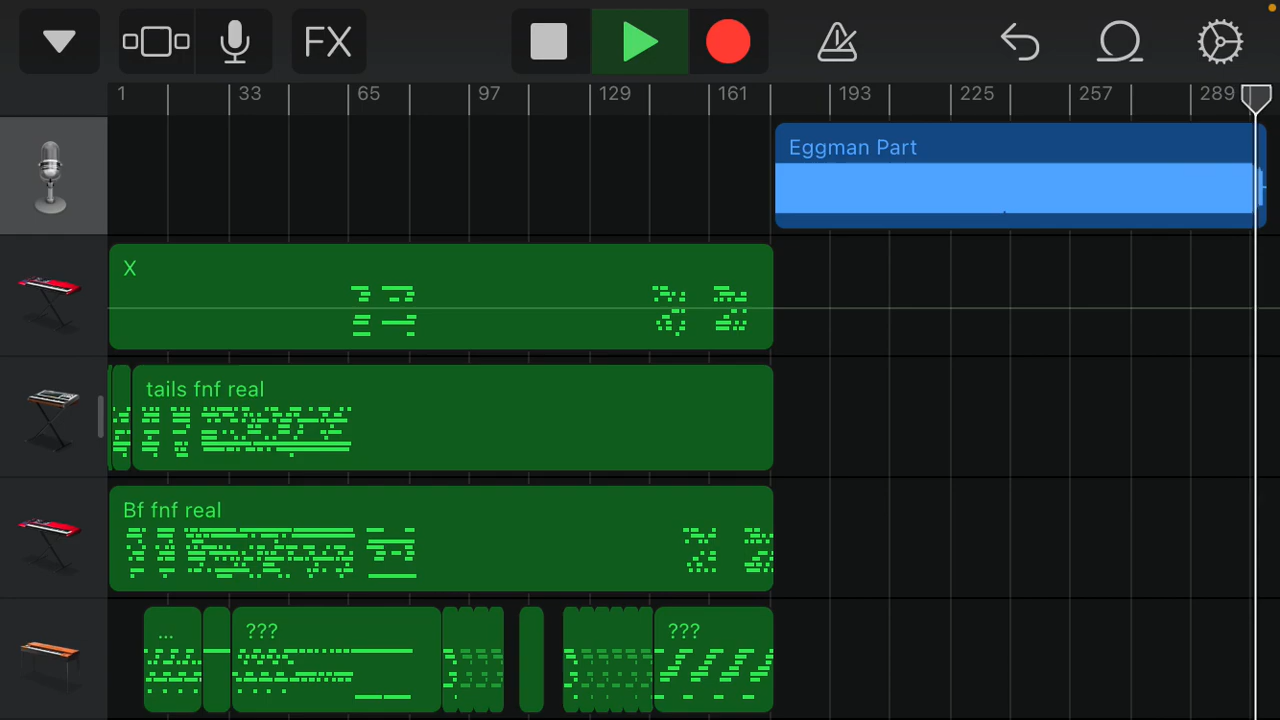 FX
1 33 65 97 129 161 193 225 257 289
Eggman Part
X
tails fnf real
Bf fnf real
... ??? ???